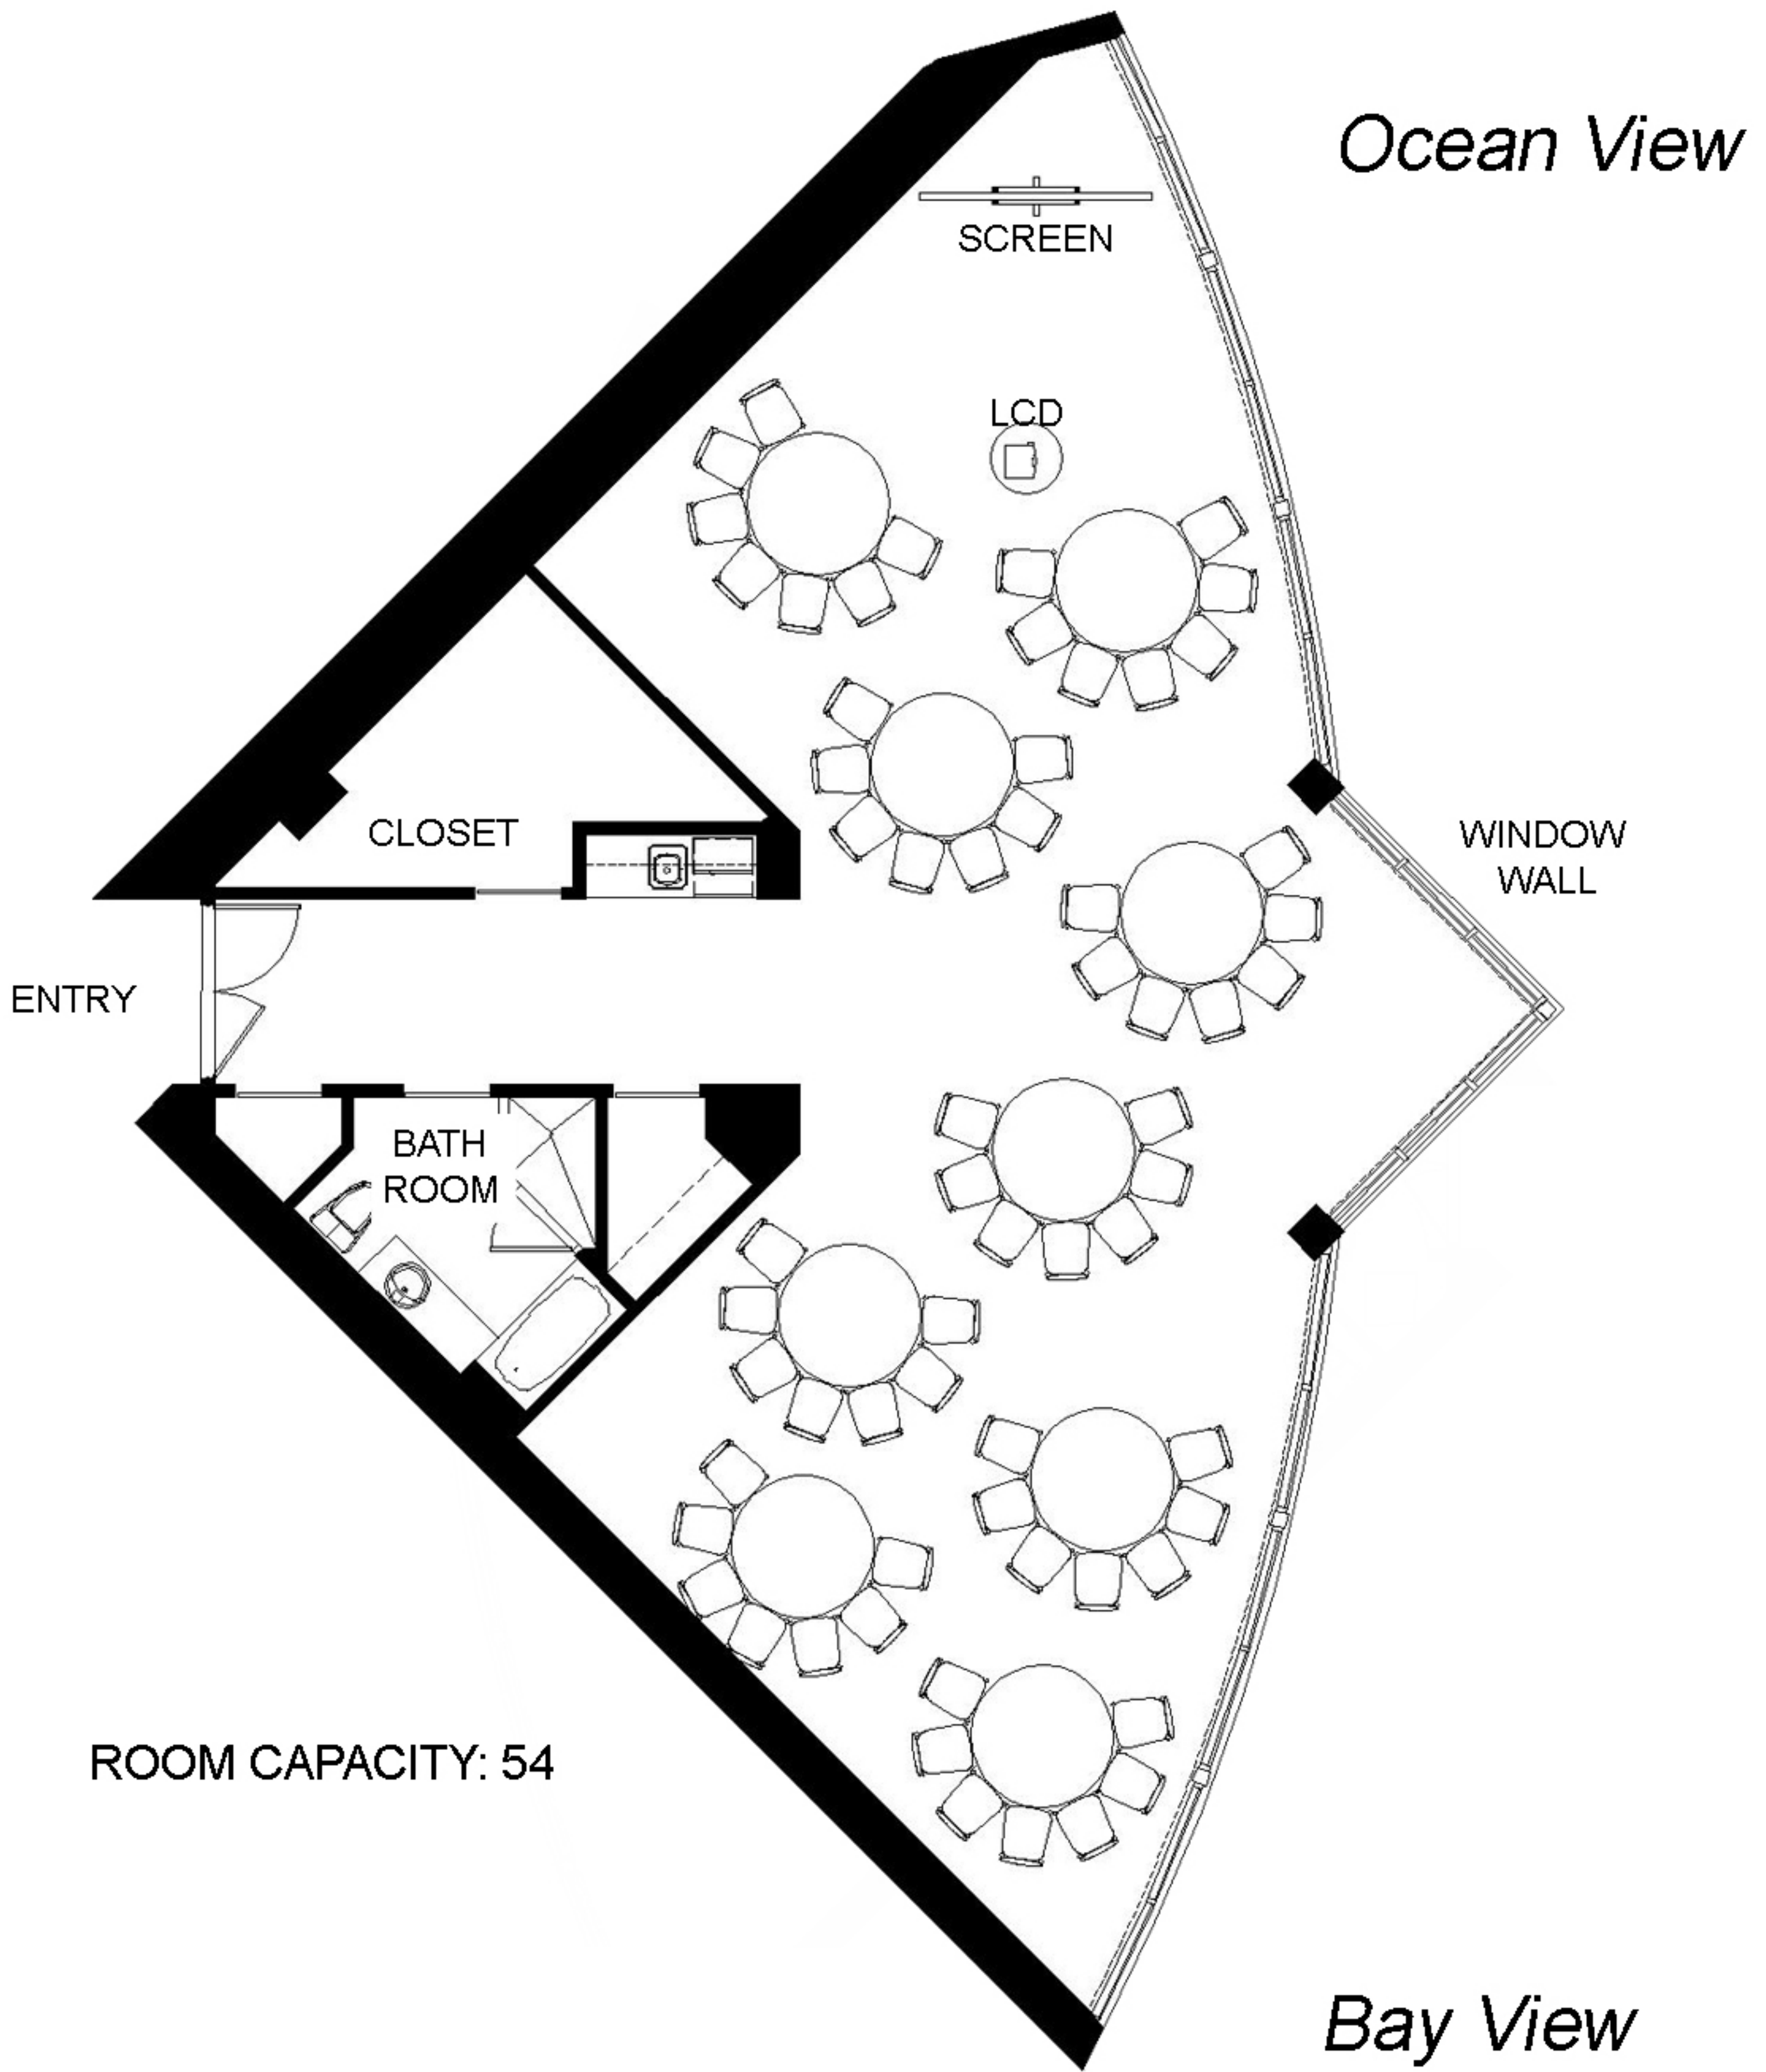 Ocean View
SCREEN
LCD
CLOSET
WINDOW
WALL
ENTRY
BATH
ROOM
ROOM CAPACITY: 54
Bay View